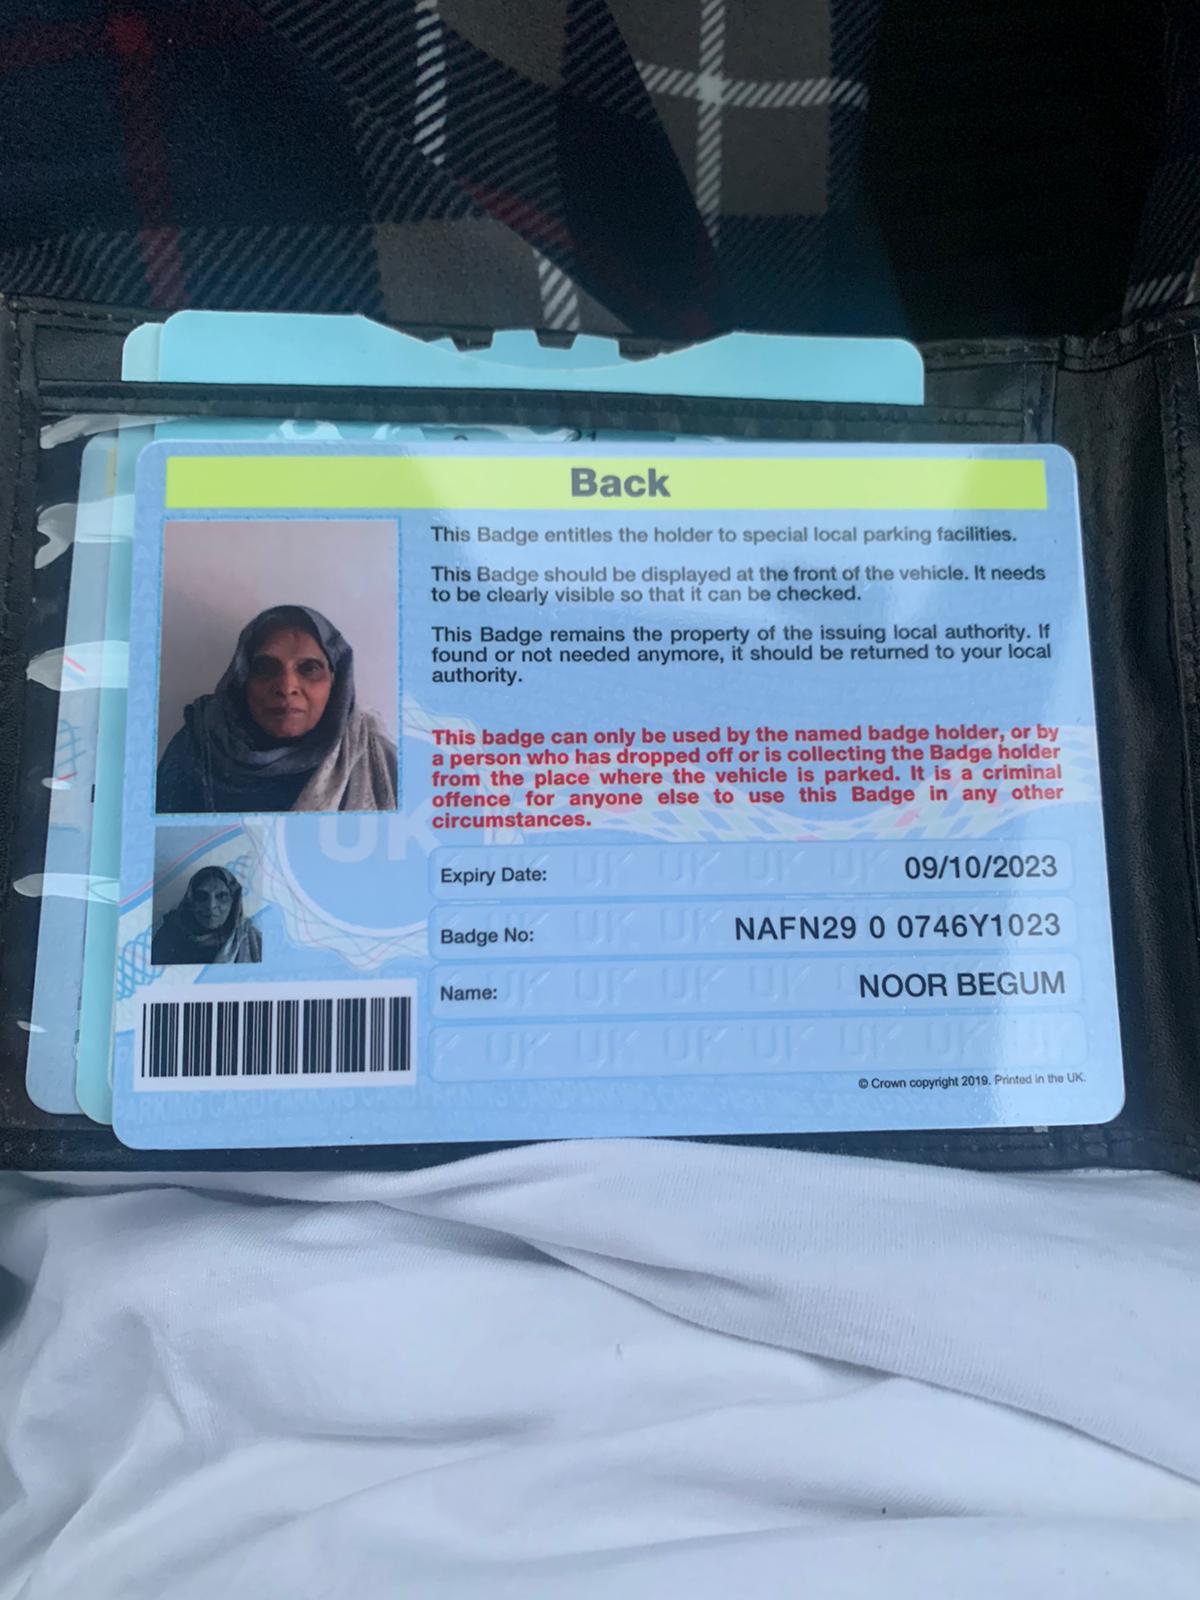 Back
This Badge entitles the holder to special local parking facilities.
This Badge should be displayed at the front of the vehicle. It needs
to be clearly visible so that it can be checked.
This Badge remains the property of the issuing local authority. If
found or not needed anymore, it should be returned to your local
authority.
This badge can only be used by the named badge holder, or by
a person who has dropped off or is collecting the Badge holder
from the place where the vehicle is parked. It is a criminal
offence for anyone else to use this Badge in any other
circumstances.
UK
Expiry Date: 09/10/2023
Badge No: NAFN29 0 0746Y1023
Name: NOOR BEGUM
© Crown copyright 2019. Printed in the UK.